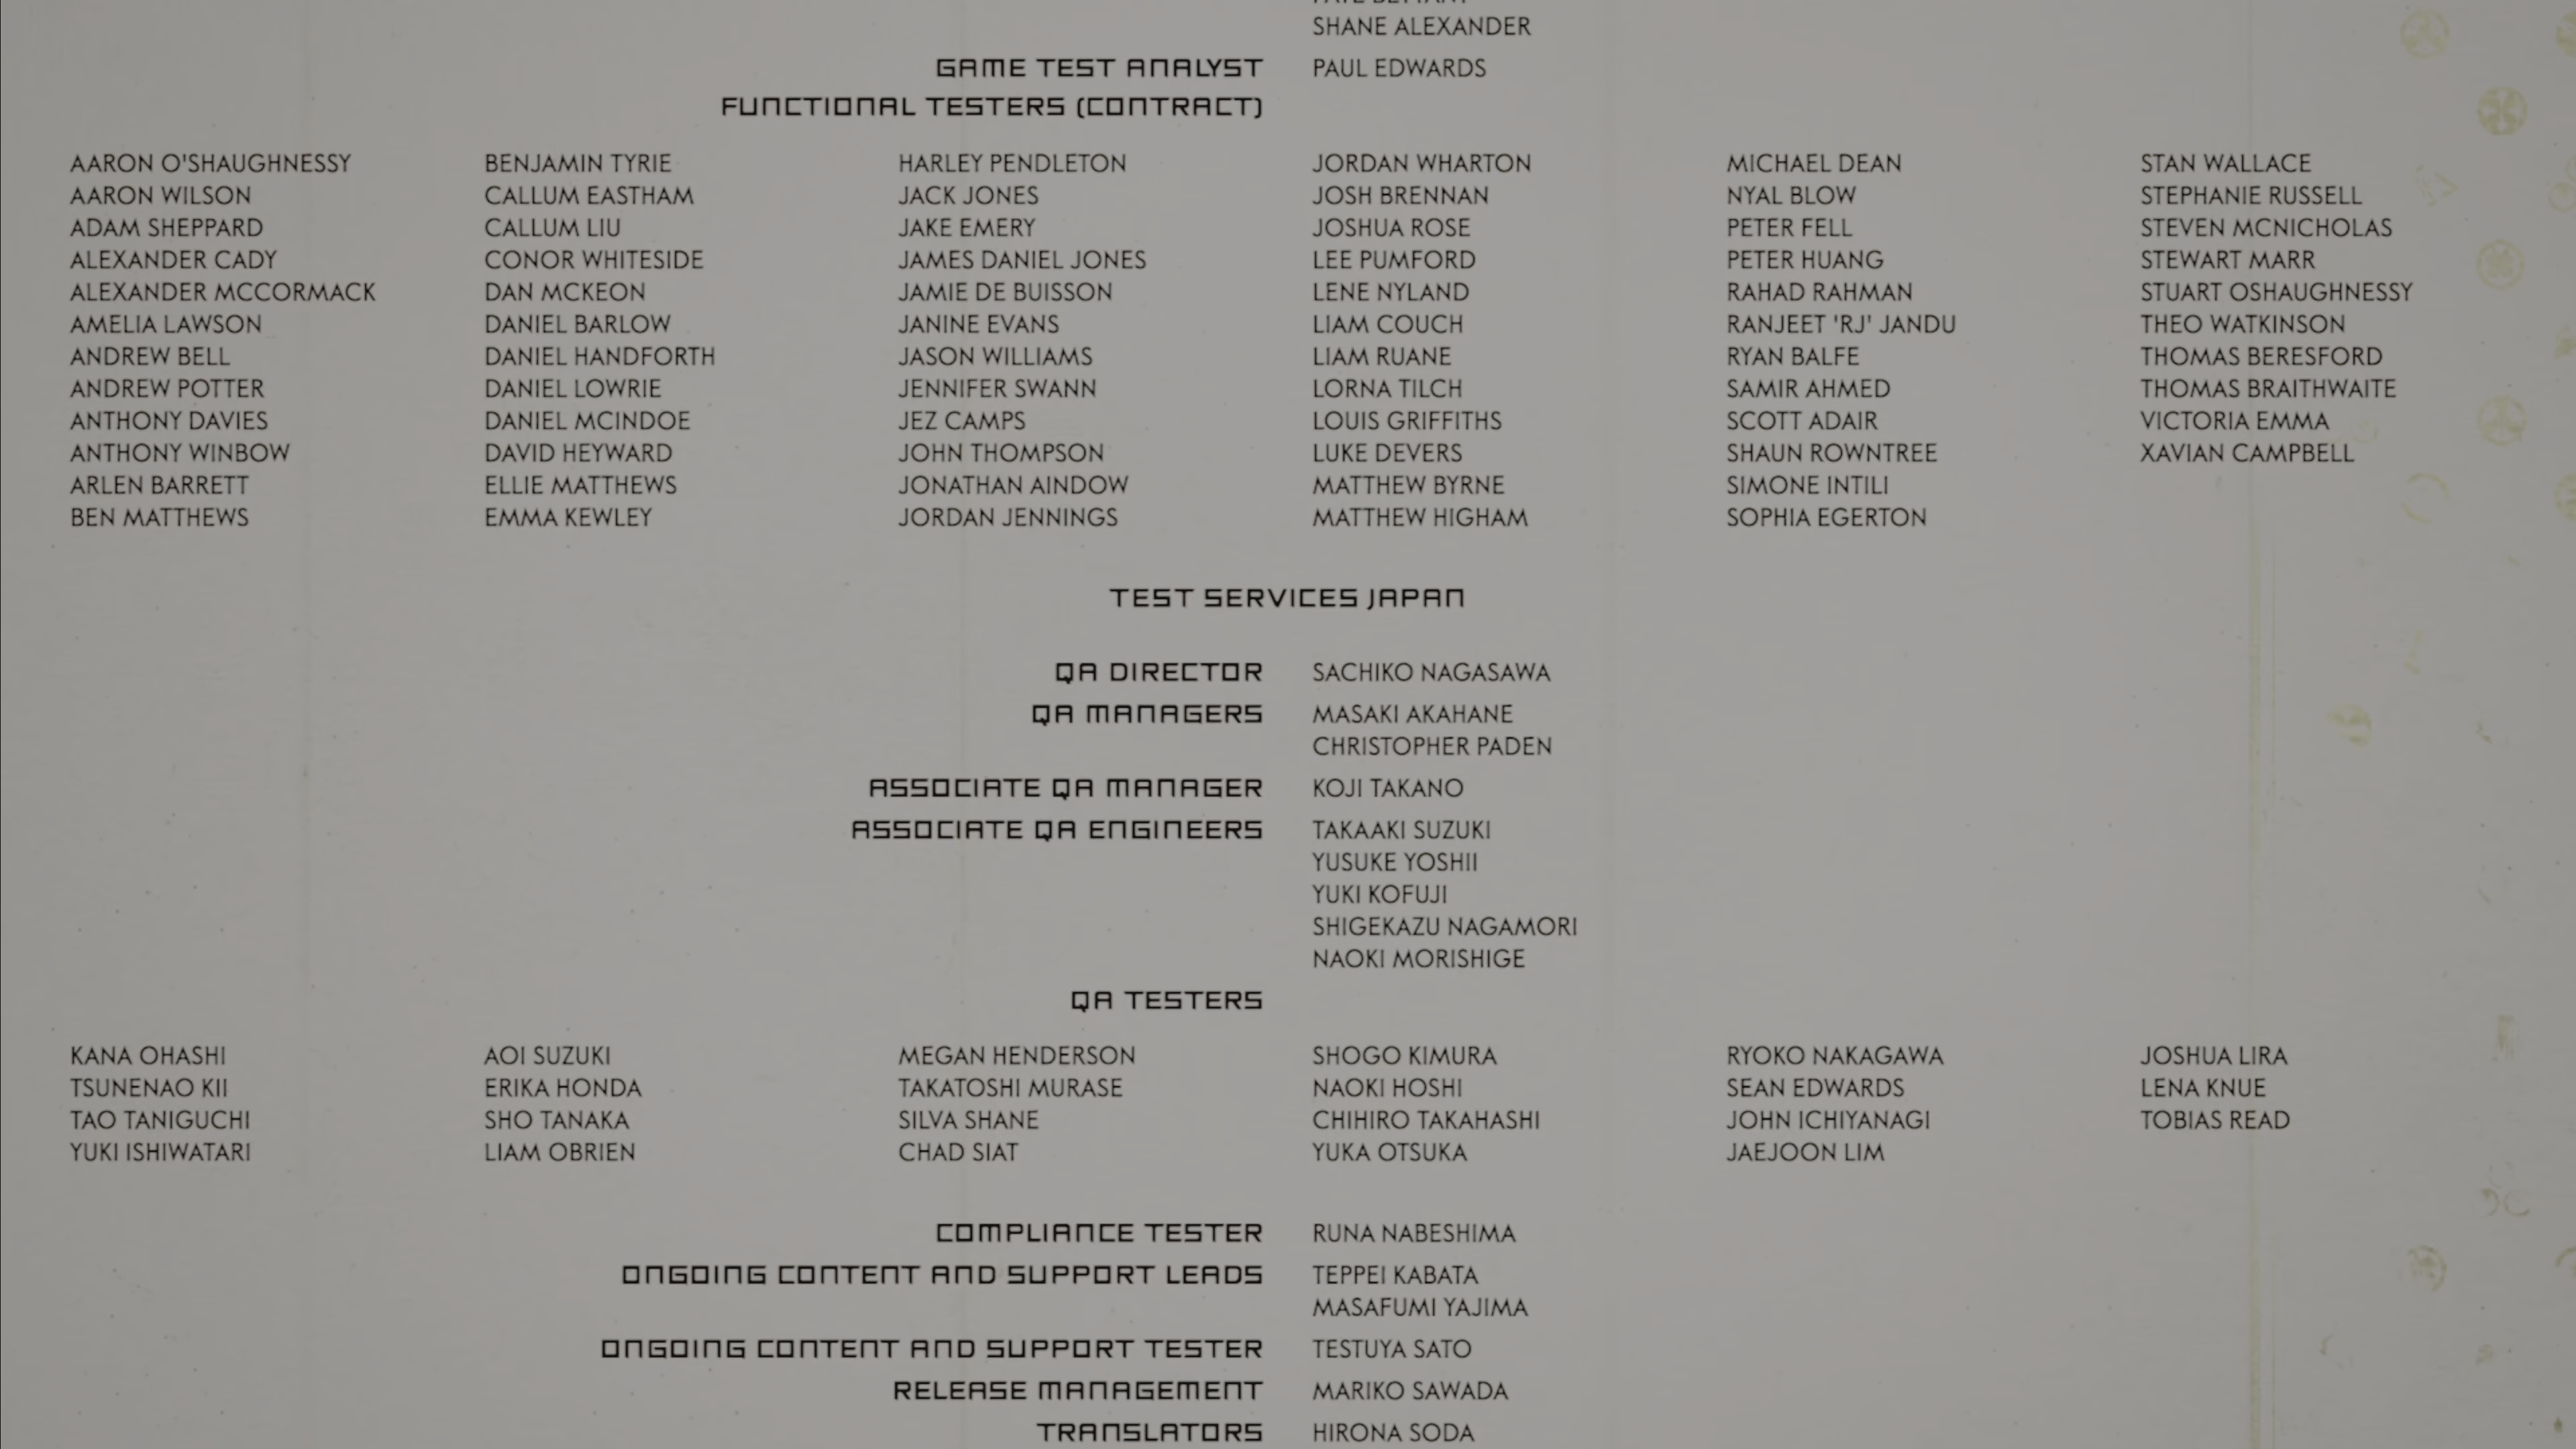 SHANE ALEXANDER
GAME TEST ANALYST PAUL EDWARDS
FUNCTIONAL TESTERS (CONTRACT)
AARON O'SHAUGHNESSY BENJAMIN TYRIE HARLEY PENDLETON JORDAN WHARTON MICHAEL DEAN STAN WALLACE
AARON WILSON CALLUM EASTHAM JACK JONES JOSH BRENNAN NYAL BLOW STEPHANIE RUSSELL
ADAM SHEPPARD CALLUM LIU JAKE EMERY JOSHUA ROSE PETER FELL STEVEN MCNICHOLAS
ALEXANDER CADY CONOR WHITESIDE JAMES DANIEL JONES LEE PUMFORD PETER HUANG STEWART MARR
ALEXANDER MCCORMACK DAN MCKEON JAMIE DE BUISSON LENE NYLAND RAHAD RAHMAN STUART OSHAUGHNESSY
AMELIA LAWSON DANIEL BARLOW JANINE EVANS LIAM COUCH RANJEET 'RJ' JANDU THEO WATKINSON
ANDREW BELL DANIEL HANDFORTH JASON WILLIAMS LIAM RUANE RYAN BALFE THOMAS BERESFORD
ANDREW POTTER DANIEL LOWRIE JENNIFER SWANN LORNA TILCH SAMIR AHMED THOMAS BRAITHWAITE
ANTHONY DAVIES DANIEL MCINDOE JEZ CAMPS LOUIS GRIFFITHS SCOTT ADAIR VICTORIA EMMA
ANTHONY WINBOW DAVID HEYWARD JOHN THOMPSON LUKE DEVERS SHAUN ROWNTREE XAVIAN CAMPBELL
ARLEN BARRETT ELLIE MATTHEWS JONATHAN AINDOW MATTHEW BYRNE SIMONE INTILI
BEN MATTHEWS EMMA KEWLEY JORDAN JENNINGS MATTHEW HIGHAM SOPHIA EGERTON
TEST SERVICES JAPAN
QA DIRECTOR SACHIKO NAGASAWA
QA MANAGERS MASAKI AKAHANE
CHRISTOPHER PADEN
ASSOCIATE QA MANAGER KOJI TAKANO
ASSOCIATE QA ENGINEERS TAKAAKI SUZUKI
YUSUKE YOSHII
YUKI KOFUJI
SHIGEKAZU NAGAMORI
NAOKI MORISHIGE
QA TESTERS
KANA OHASHI AOI SUZUKI MEGAN HENDERSON SHOGO KIMURA RYOKO NAKAGAWA JOSHUA LIRA
TSUNENAO KII ERIKA HONDA TAKATOSHI MURASE NAOKI HOSHI SEAN EDWARDS LENA KNUE
TAO TANIGUCHI SHO TANAKA SILVA SHANE CHIHIRO TAKAHASHI JOHN ICHIYANAGI TOBIAS READ
YUKI ISHIWATARI LIAM OBRIEN CHAD SIAT YUKA OTSUKA JAEJOON LIM
COMPLIANCE TESTER RUNA NABESHIMA
ONGOING CONTENT AND SUPPORT LEADS TEPPEI KABATA
MASAFUMI YAJIMA
ONGOING CONTENT AND SUPPORT TESTER TESTUYA SATO
RELEASE MANAGEMENT MARIKO SAWADA
TRANSLATORS HIRONA SODA